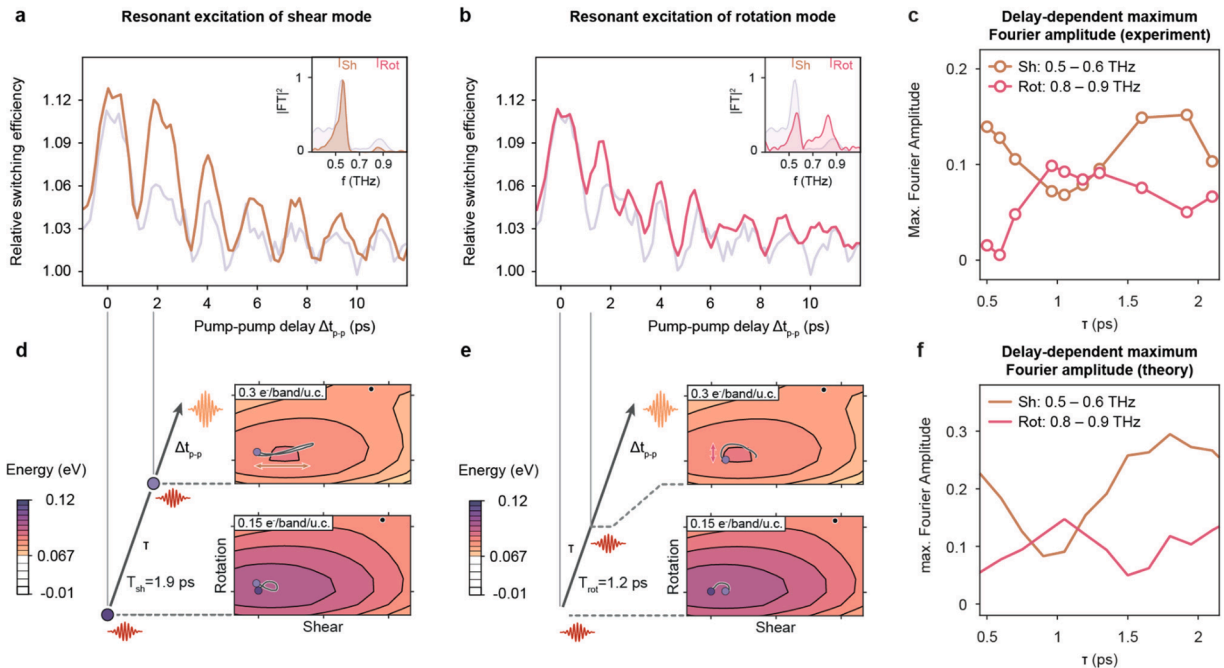 a
Resonant excitation of shear mode
Relative switching efficiency
1.12
1.09
1.06
1.03
1.00
0
2
4
6
8
10
Pump-pump delay Δtp-p (ps)
|FT|²
1
0
Sh
Rot
0.5
0.7
0.9
f (THz)
b
Resonant excitation of rotation mode
Relative switching efficiency
1.12
1.09
1.06
1.03
1.00
0
2
4
6
8
10
Pump-pump delay Δtp-p (ps)
|FT|²
1
0
Sh
Rot
0.5
0.7
0.9
f (THz)
c
Delay-dependent maximum
Fourier amplitude (experiment)
Sh: 0.5 – 0.6 THz
Rot: 0.8 – 0.9 THz
Max. Fourier Amplitude
0.2
0.1
0
0.5
1
1.5
2
τ (ps)
d
Energy (eV)
0.12
0.067
-0.01
Δtp-p
τ
Tsh=1.9 ps
0.3 e-/band/u.c.
0.15 e-/band/u.c.
Rotation
Shear
e
Energy (eV)
0.12
0.067
-0.01
Δtp-p
τ
Trot=1.2 ps
0.3 e-/band/u.c.
0.15 e-/band/u.c.
Rotation
Shear
f
Delay-dependent maximum
Fourier amplitude (theory)
Sh: 0.5 – 0.6 THz
Rot: 0.8 – 0.9 THz
max. Fourier Amplitude
0.3
0.2
0.1
0
0.5
1
1.5
2
τ (ps)